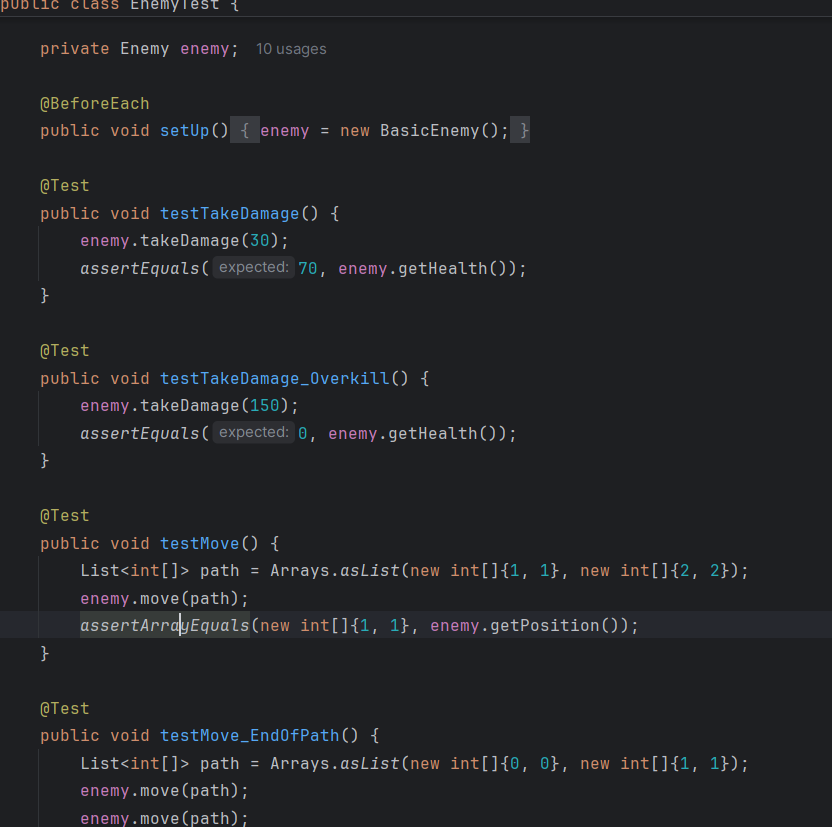 public class EnemyTest {
private Enemy enemy; 10 usages
@BeforeEach
public void setUp() { enemy = new BasicEnemy(); }
@Test
public void testTakeDamage() {
enemy.takeDamage(30);
assertEquals( expected: 70, enemy.getHealth());
}
@Test
public void testTakeDamage_Overkill() {
enemy.takeDamage(150);
assertEquals( expected: 0, enemy.getHealth());
}
@Test
public void testMove() {
List<int[]> path = Arrays.asList(new int[]{1, 1}, new int[]{2, 2});
enemy.move(path);
assertArrayEquals(new int[]{1, 1}, enemy.getPosition());
}
@Test
public void testMove_EndOfPath() {
List<int[]> path = Arrays.asList(new int[]{0, 0}, new int[]{1, 1});
enemy.move(path);
enemy.move(path);